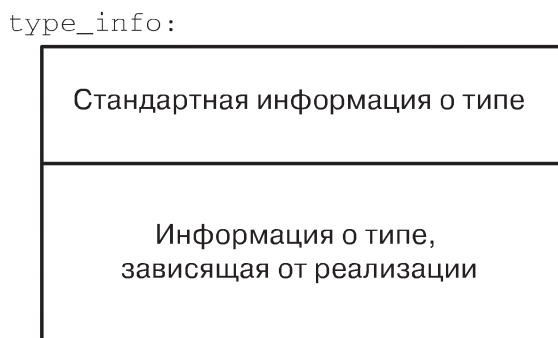 type_info:
Стандартная информация о типе
Информация о типе,
зависящая от реализации